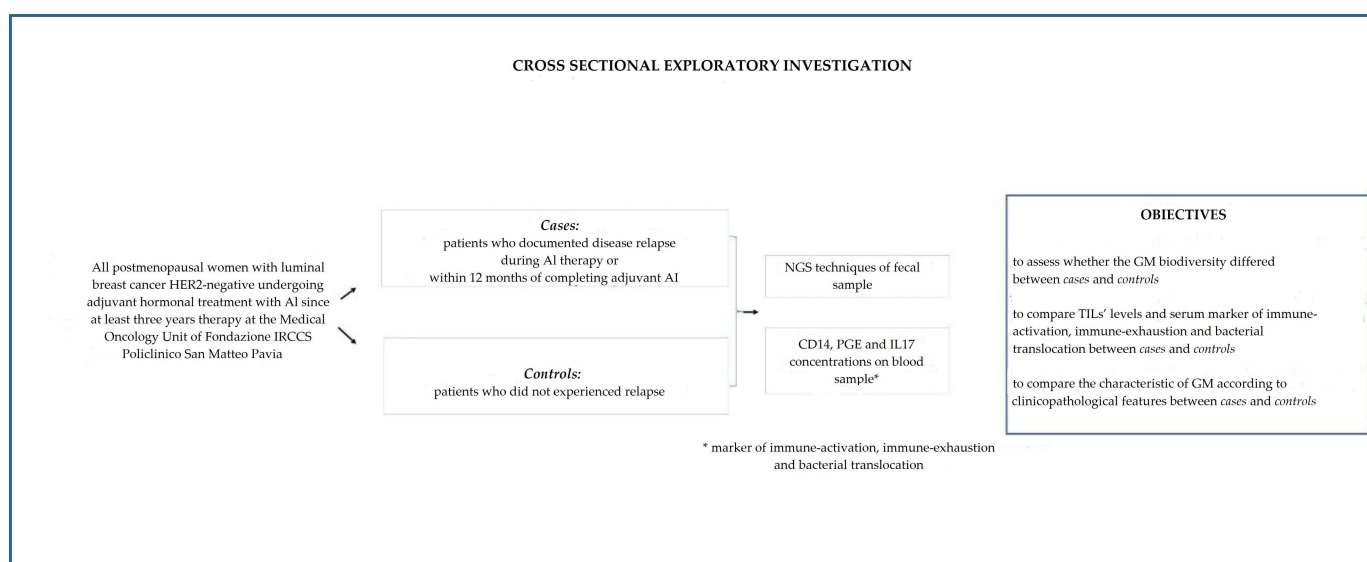 CROSS SECTIONAL EXPLORATORY INVESTIGATION
All postmenopausal women with luminal
breast cancer HER2-negative undergoing
adjuvant hormonal treatment with AI since
at least three years therapy at the Medical
Oncology Unit of Fondazione IRCCS
Policlinico San Matteo Pavia
Cases:
patients who documented disease relapse
during AI therapy or
within 12 months of completing adjuvant AI
Controls:
patients who did not experienced relapse
NGS techniques of fecal
sample
CD14, PGE and IL17
concentrations on blood
sample*
* marker of immune-activation, immune-exhaustion
and bacterial translocation
OBIECTIVES
to assess whether the GM biodiversity differed
between cases and controls
to compare TILs’ levels and serum marker of immune-
activation, immune-exhaustion and bacterial
translocation between cases and controls
to compare the characteristic of GM according to
clinicopathological features between cases and controls